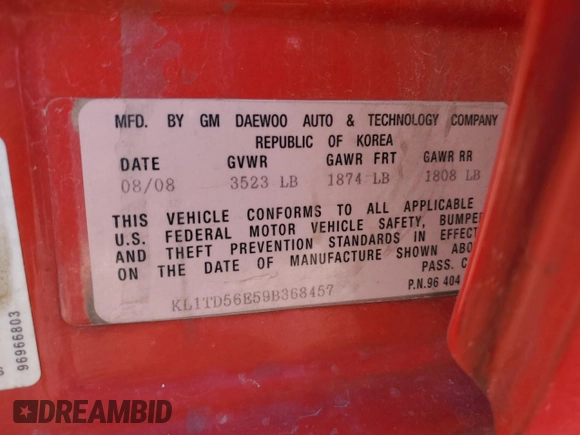 MFD. BY GM DAEWOO AUTO & TECHNOLOGY COMPANY
REPUBLIC OF KOREA
DATE GVWR GAWR FRT GAWR RR
08/08 3523 LB 1874 LB 1808 LB
THIS VEHICLE CONFORMS TO ALL APPLICABLE
U.S. FEDERAL MOTOR VEHICLE SAFETY, BUMPER
AND THEFT PREVENTION STANDARDS IN EFFECT
ON THE DATE OF MANUFACTURE SHOWN ABO
PASS. C
KL1TD56E59B368457
P.N.96 404
96966803
DREAMBID